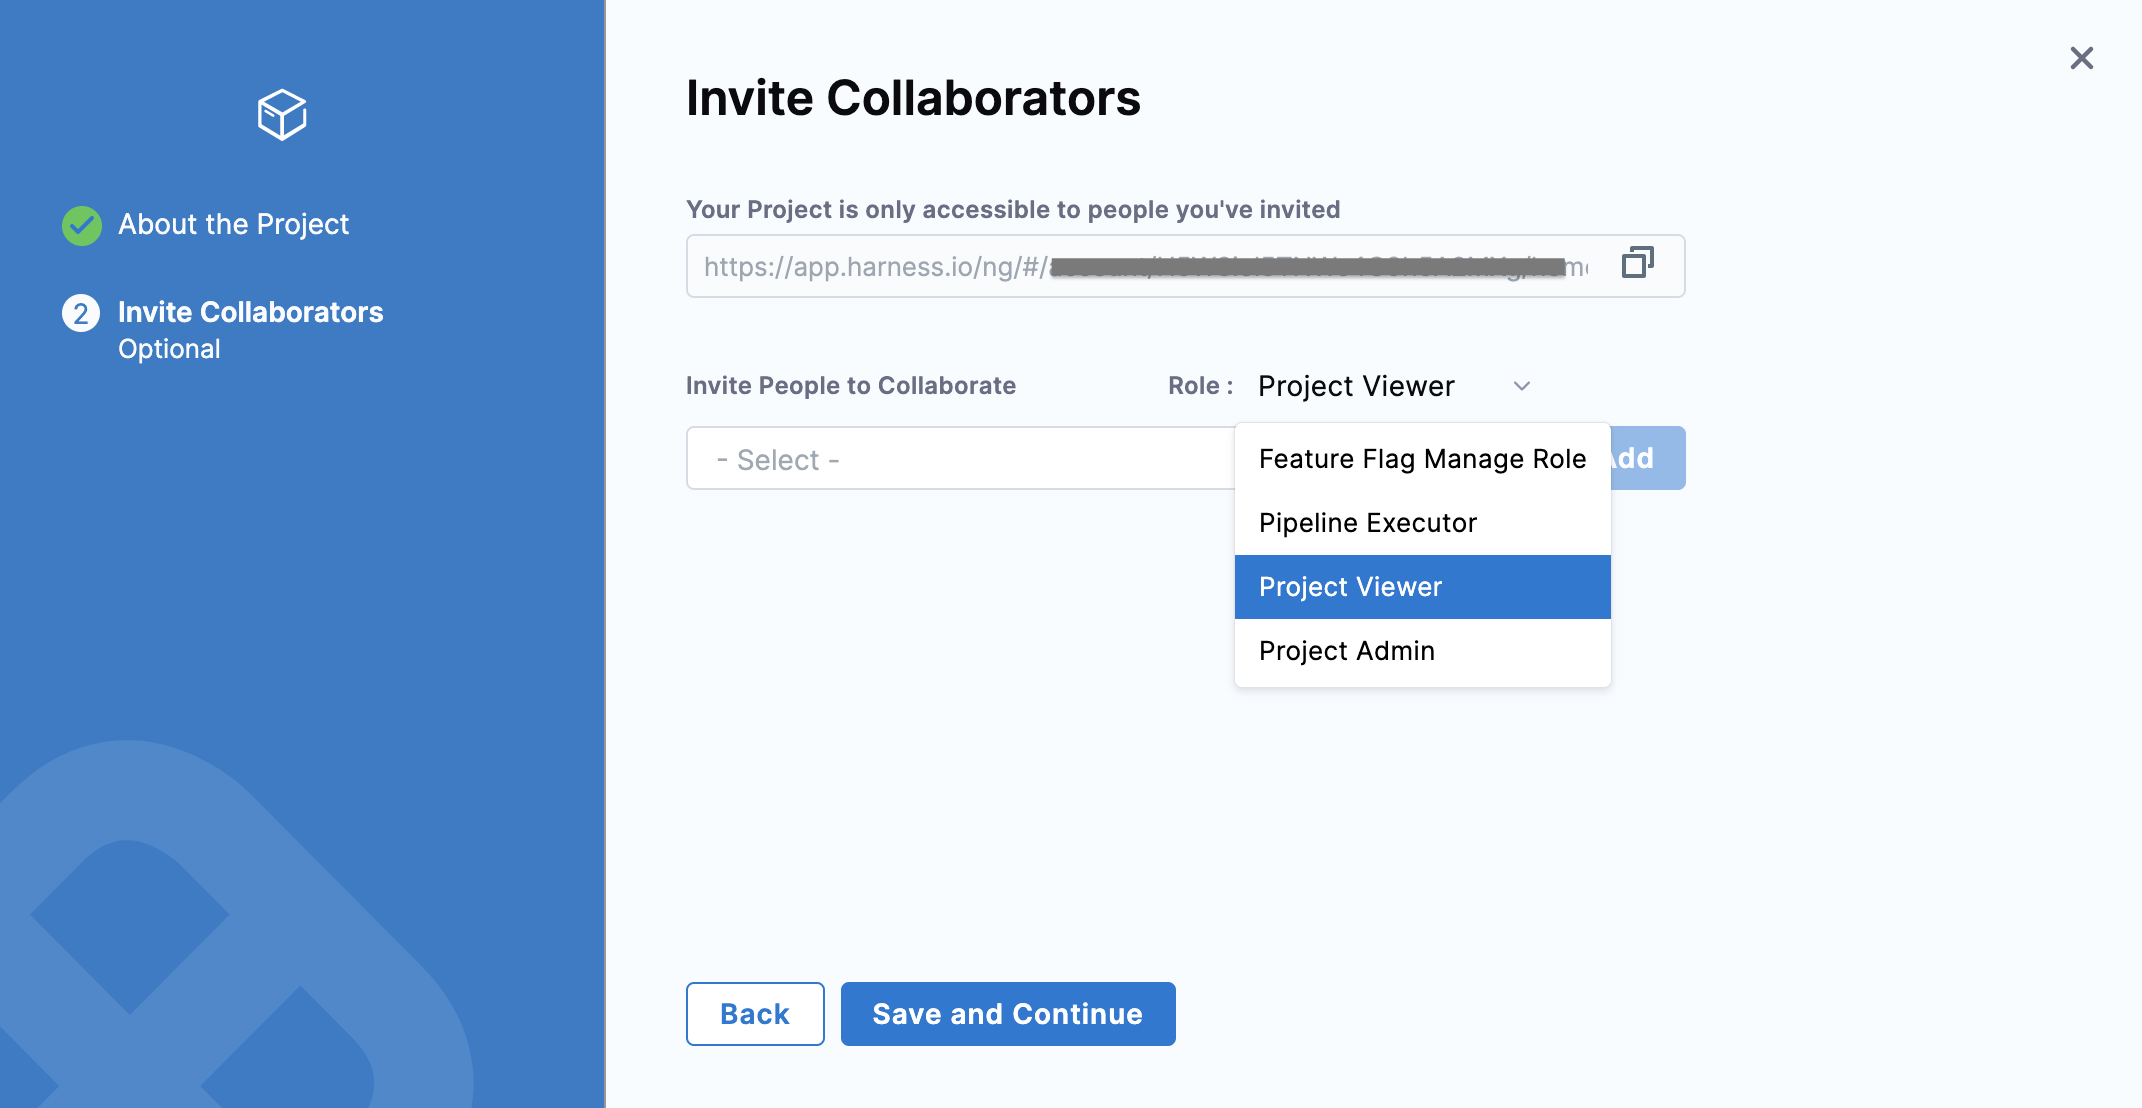 Invite Collaborators
About the Project
2 Invite Collaborators
Optional
Your Project is only accessible to people you've invited
https://app.harness.io/ng/#/
Invite People to Collaborate Role : Project Viewer
- Select -
Feature Flag Manage Role
Pipeline Executor
Project Viewer
Project Admin
Back Save and Continue